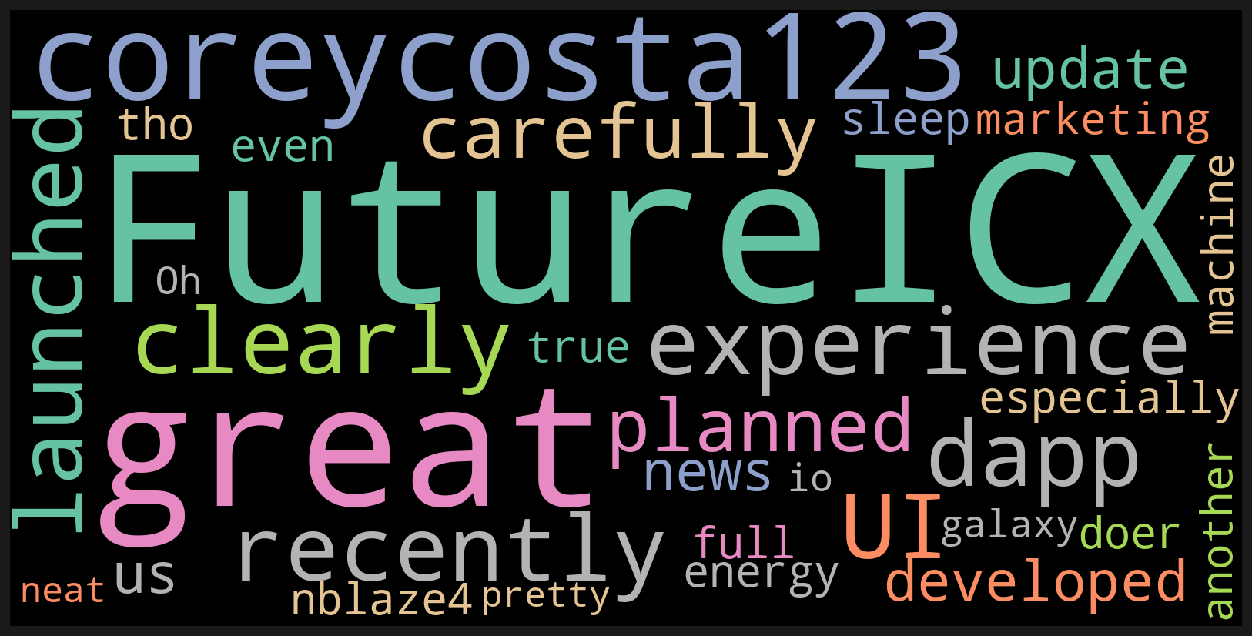 coreycosta123
update
launched
tho
even
carefully
sleep
marketing
FutureICX
machine
Oh
clearly
true
experience
great
planned
especially
news
io
dapp
another
recently
full
UI
galaxy
doer
us
energy
developed
neat
nblaze4
pretty